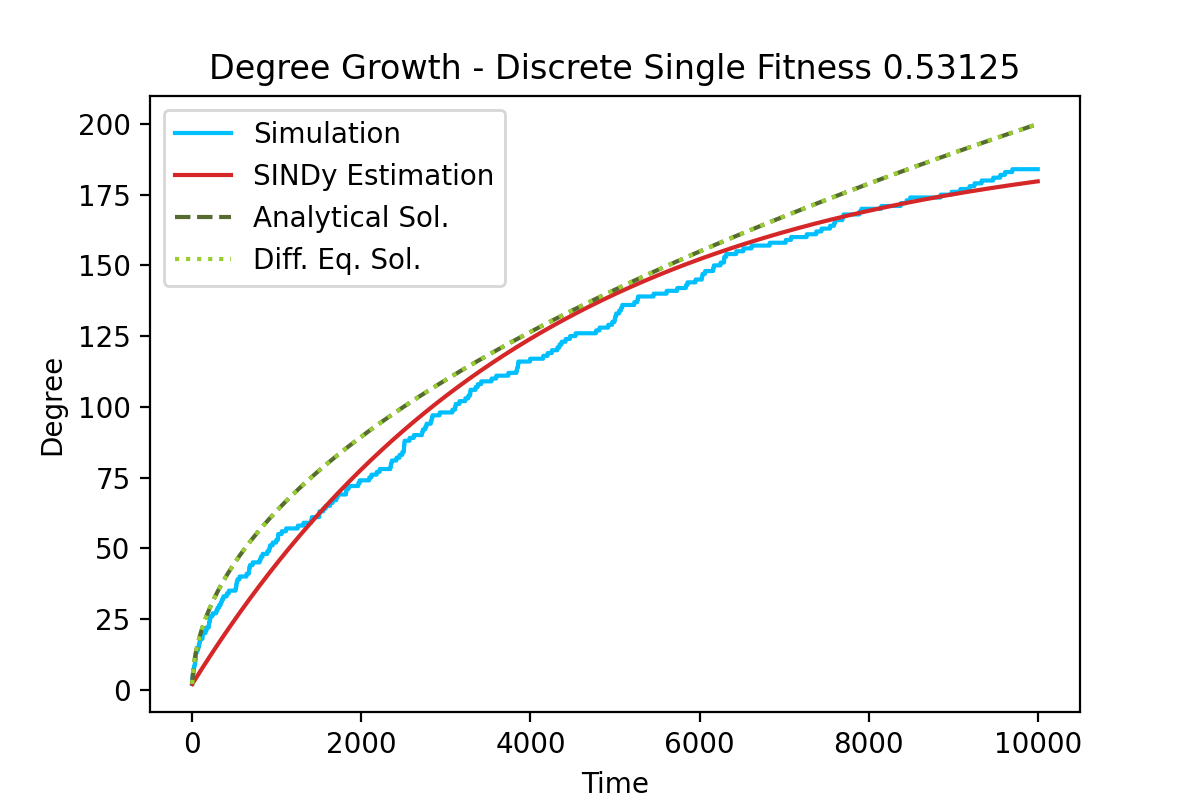 Degree Growth - Discrete Single Fitness 0.53125
Simulation
SINDy Estimation
Analytical Sol.
Diff. Eq. Sol.
200
175
150
125
100
75
50
25
0
Degree
0 2000 4000 6000 8000 10000
Time